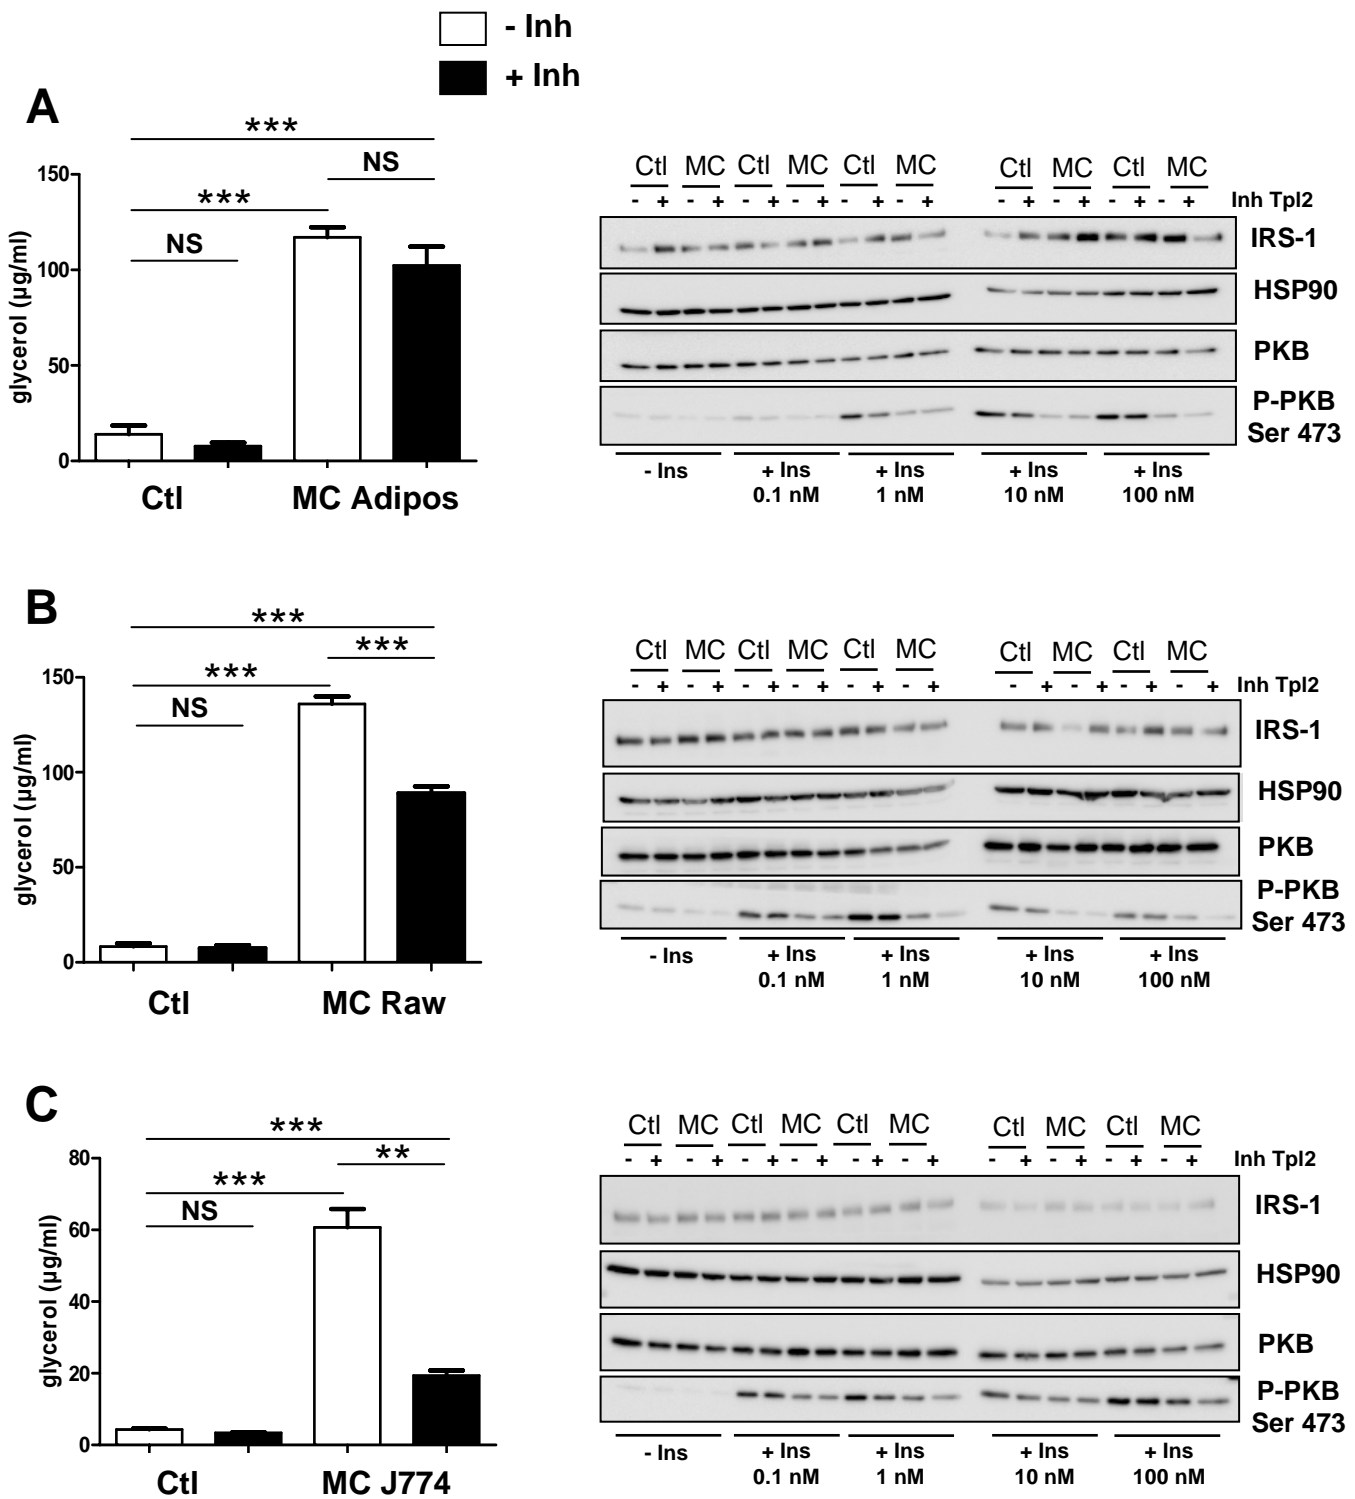 - Inh
+ Inh
A
***
NS
***
NS
150
100
50
0
glycerol (µg/ml)
Ctl MC Adipos
Ctl MC Ctl MC Ctl MC Ctl MC Ctl MC
- + - + - + - + - + - + - + - + - + - + Inh Tpl2
IRS-1
HSP90
PKB
P-PKB
Ser 473
- Ins + Ins + Ins + Ins + Ins
0.1 nM 1 nM 10 nM 100 nM
B
***
***
***
NS
150
100
50
0
glycerol (µg/ml)
Ctl MC Raw
Ctl MC Ctl MC Ctl MC Ctl MC Ctl MC
- + - + - + - + - + - + - + - + - + - + Inh Tpl2
IRS-1
HSP90
PKB
P-PKB
Ser 473
- Ins + Ins + Ins + Ins + Ins
0.1 nM 1 nM 10 nM 100 nM
C
***
**
***
NS
80
60
40
20
0
glycerol (µg/ml)
Ctl MC J774
Ctl MC Ctl MC Ctl MC Ctl MC Ctl MC
- + - + - + - + - + - + - + - + - + - + Inh Tpl2
IRS-1
HSP90
PKB
P-PKB
Ser 473
- Ins + Ins + Ins + Ins + Ins
0.1 nM 1 nM 10 nM 100 nM